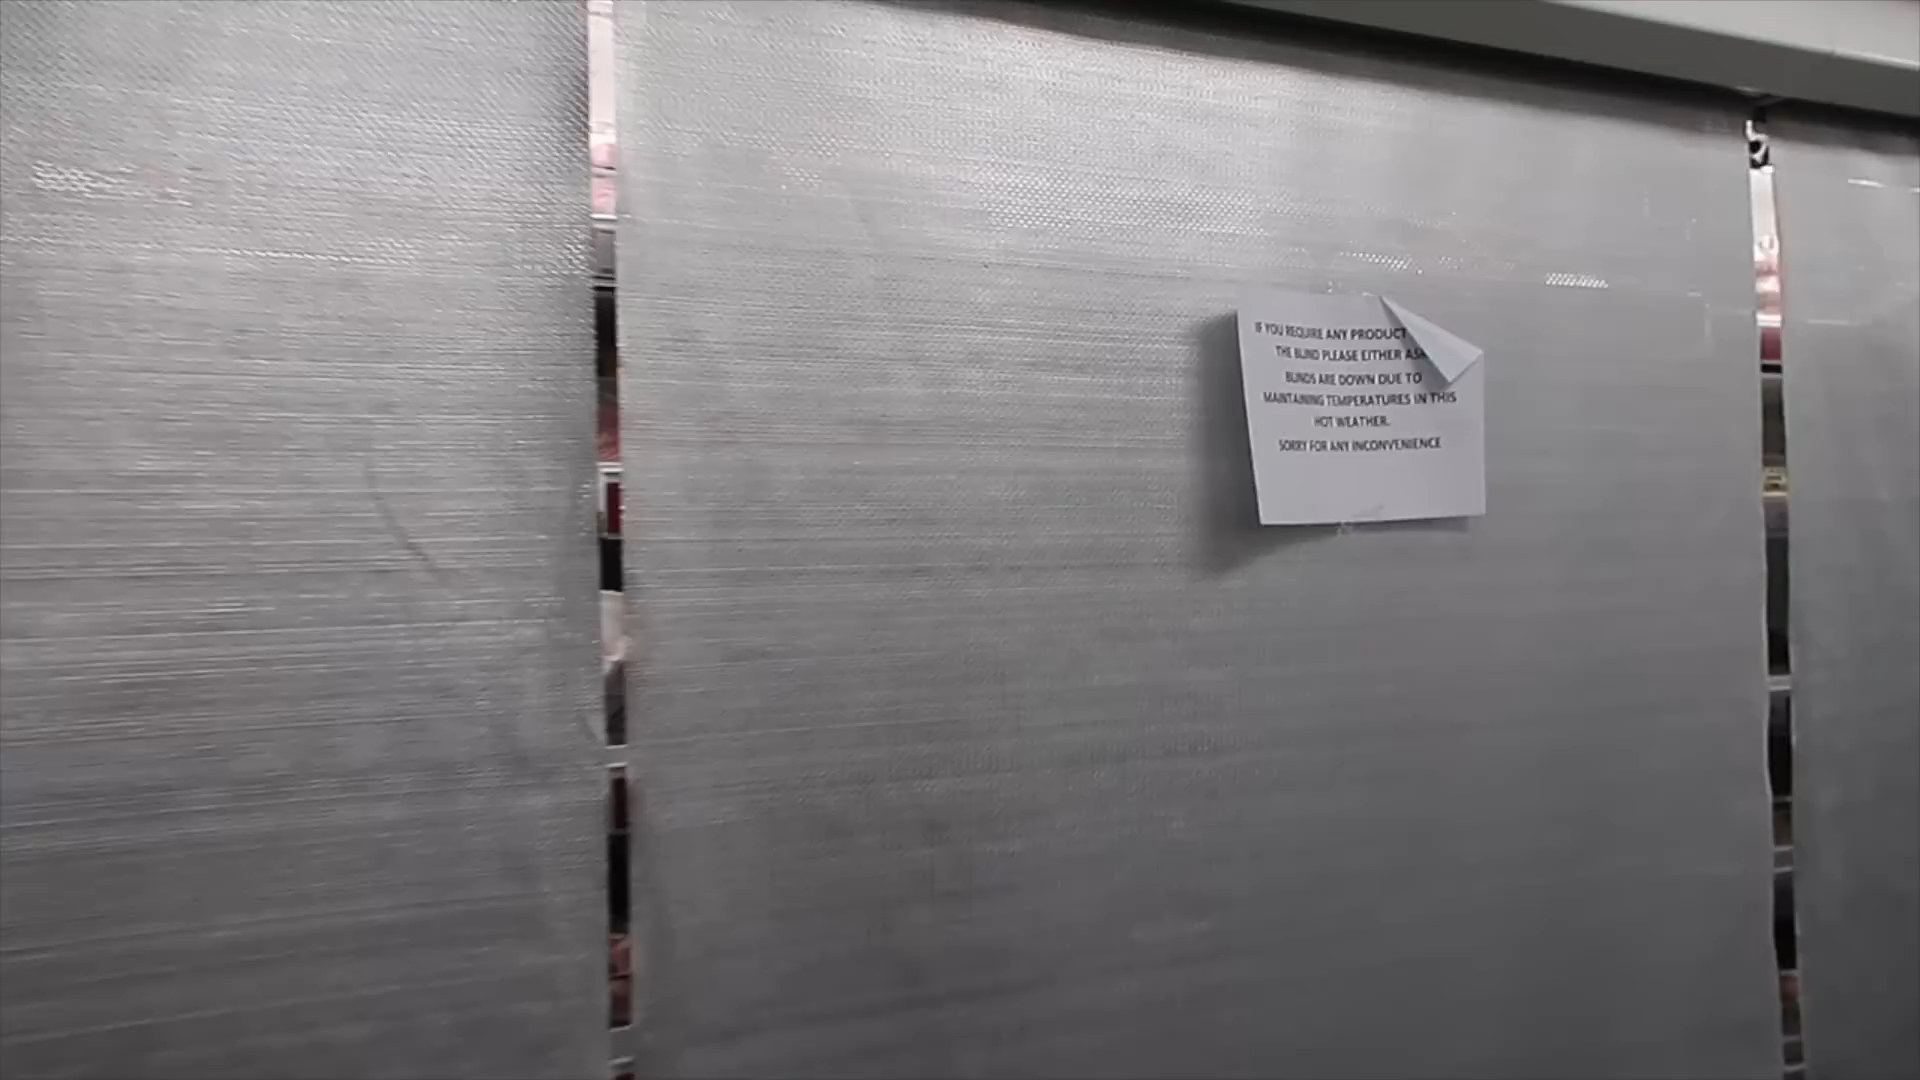 IF YOU REQUIRE ANY PRODUCT
THE BLIND PLEASE EITHER ASK
BLINDS ARE DOWN DUE TO
MAINTAINING TEMPERATURES IN THIS
HOT WEATHER.
SORRY FOR ANY INCONVENIENCE